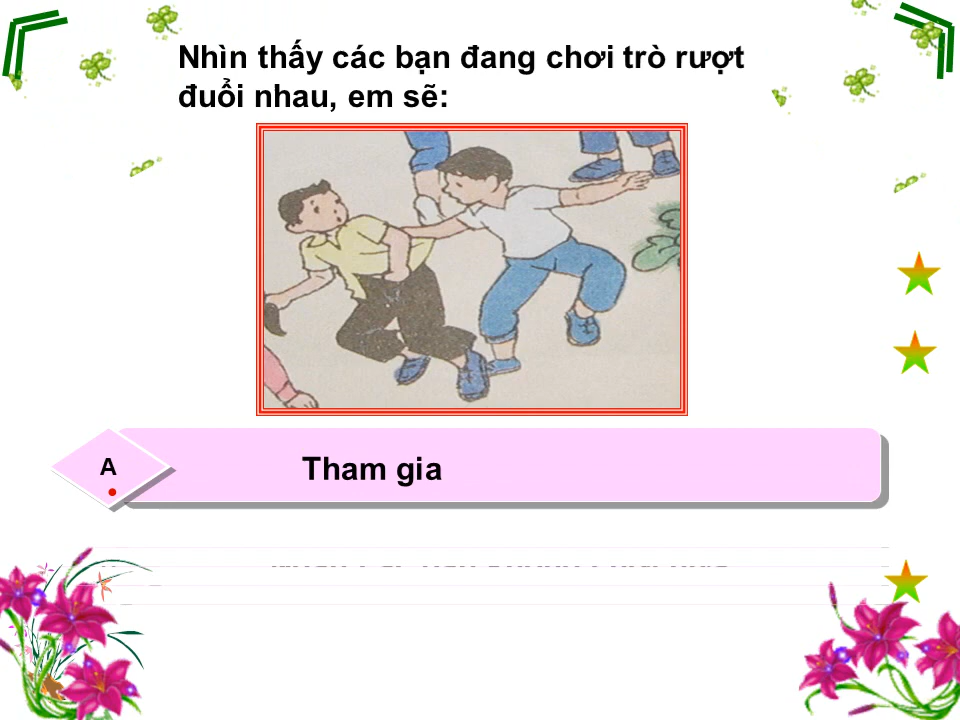 Nhìn thấy các bạn đang chơi trò rượt
đuổi nhau, em sẽ:
A
Tham gia